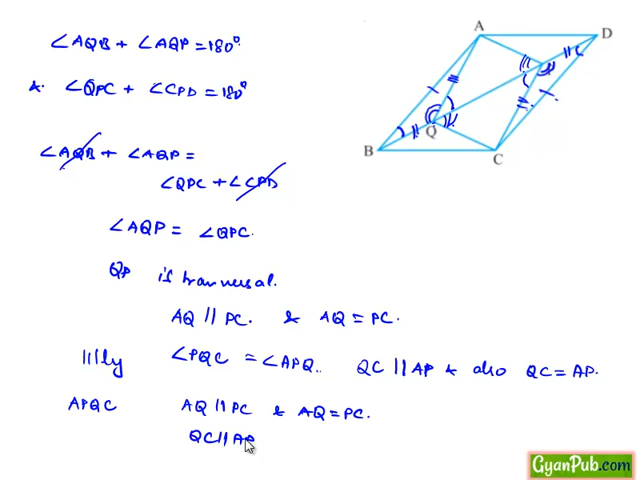 ∠AQB + ∠AQP = 180°
& ∠QPC + ∠CPD = 180°
∠AQB + ∠AQP =
∠QPC + ∠CPD
∠AQP = ∠QPC.
QP is tranversal.
AQ || PC. & AQ = PC.
|||ly ∠PQC = ∠APQ.. QC || AP & also QC = AP.
APQC AQ || PC & AQ = PC.
QC || AP
A
D
Q
B
C
GyanPub.com